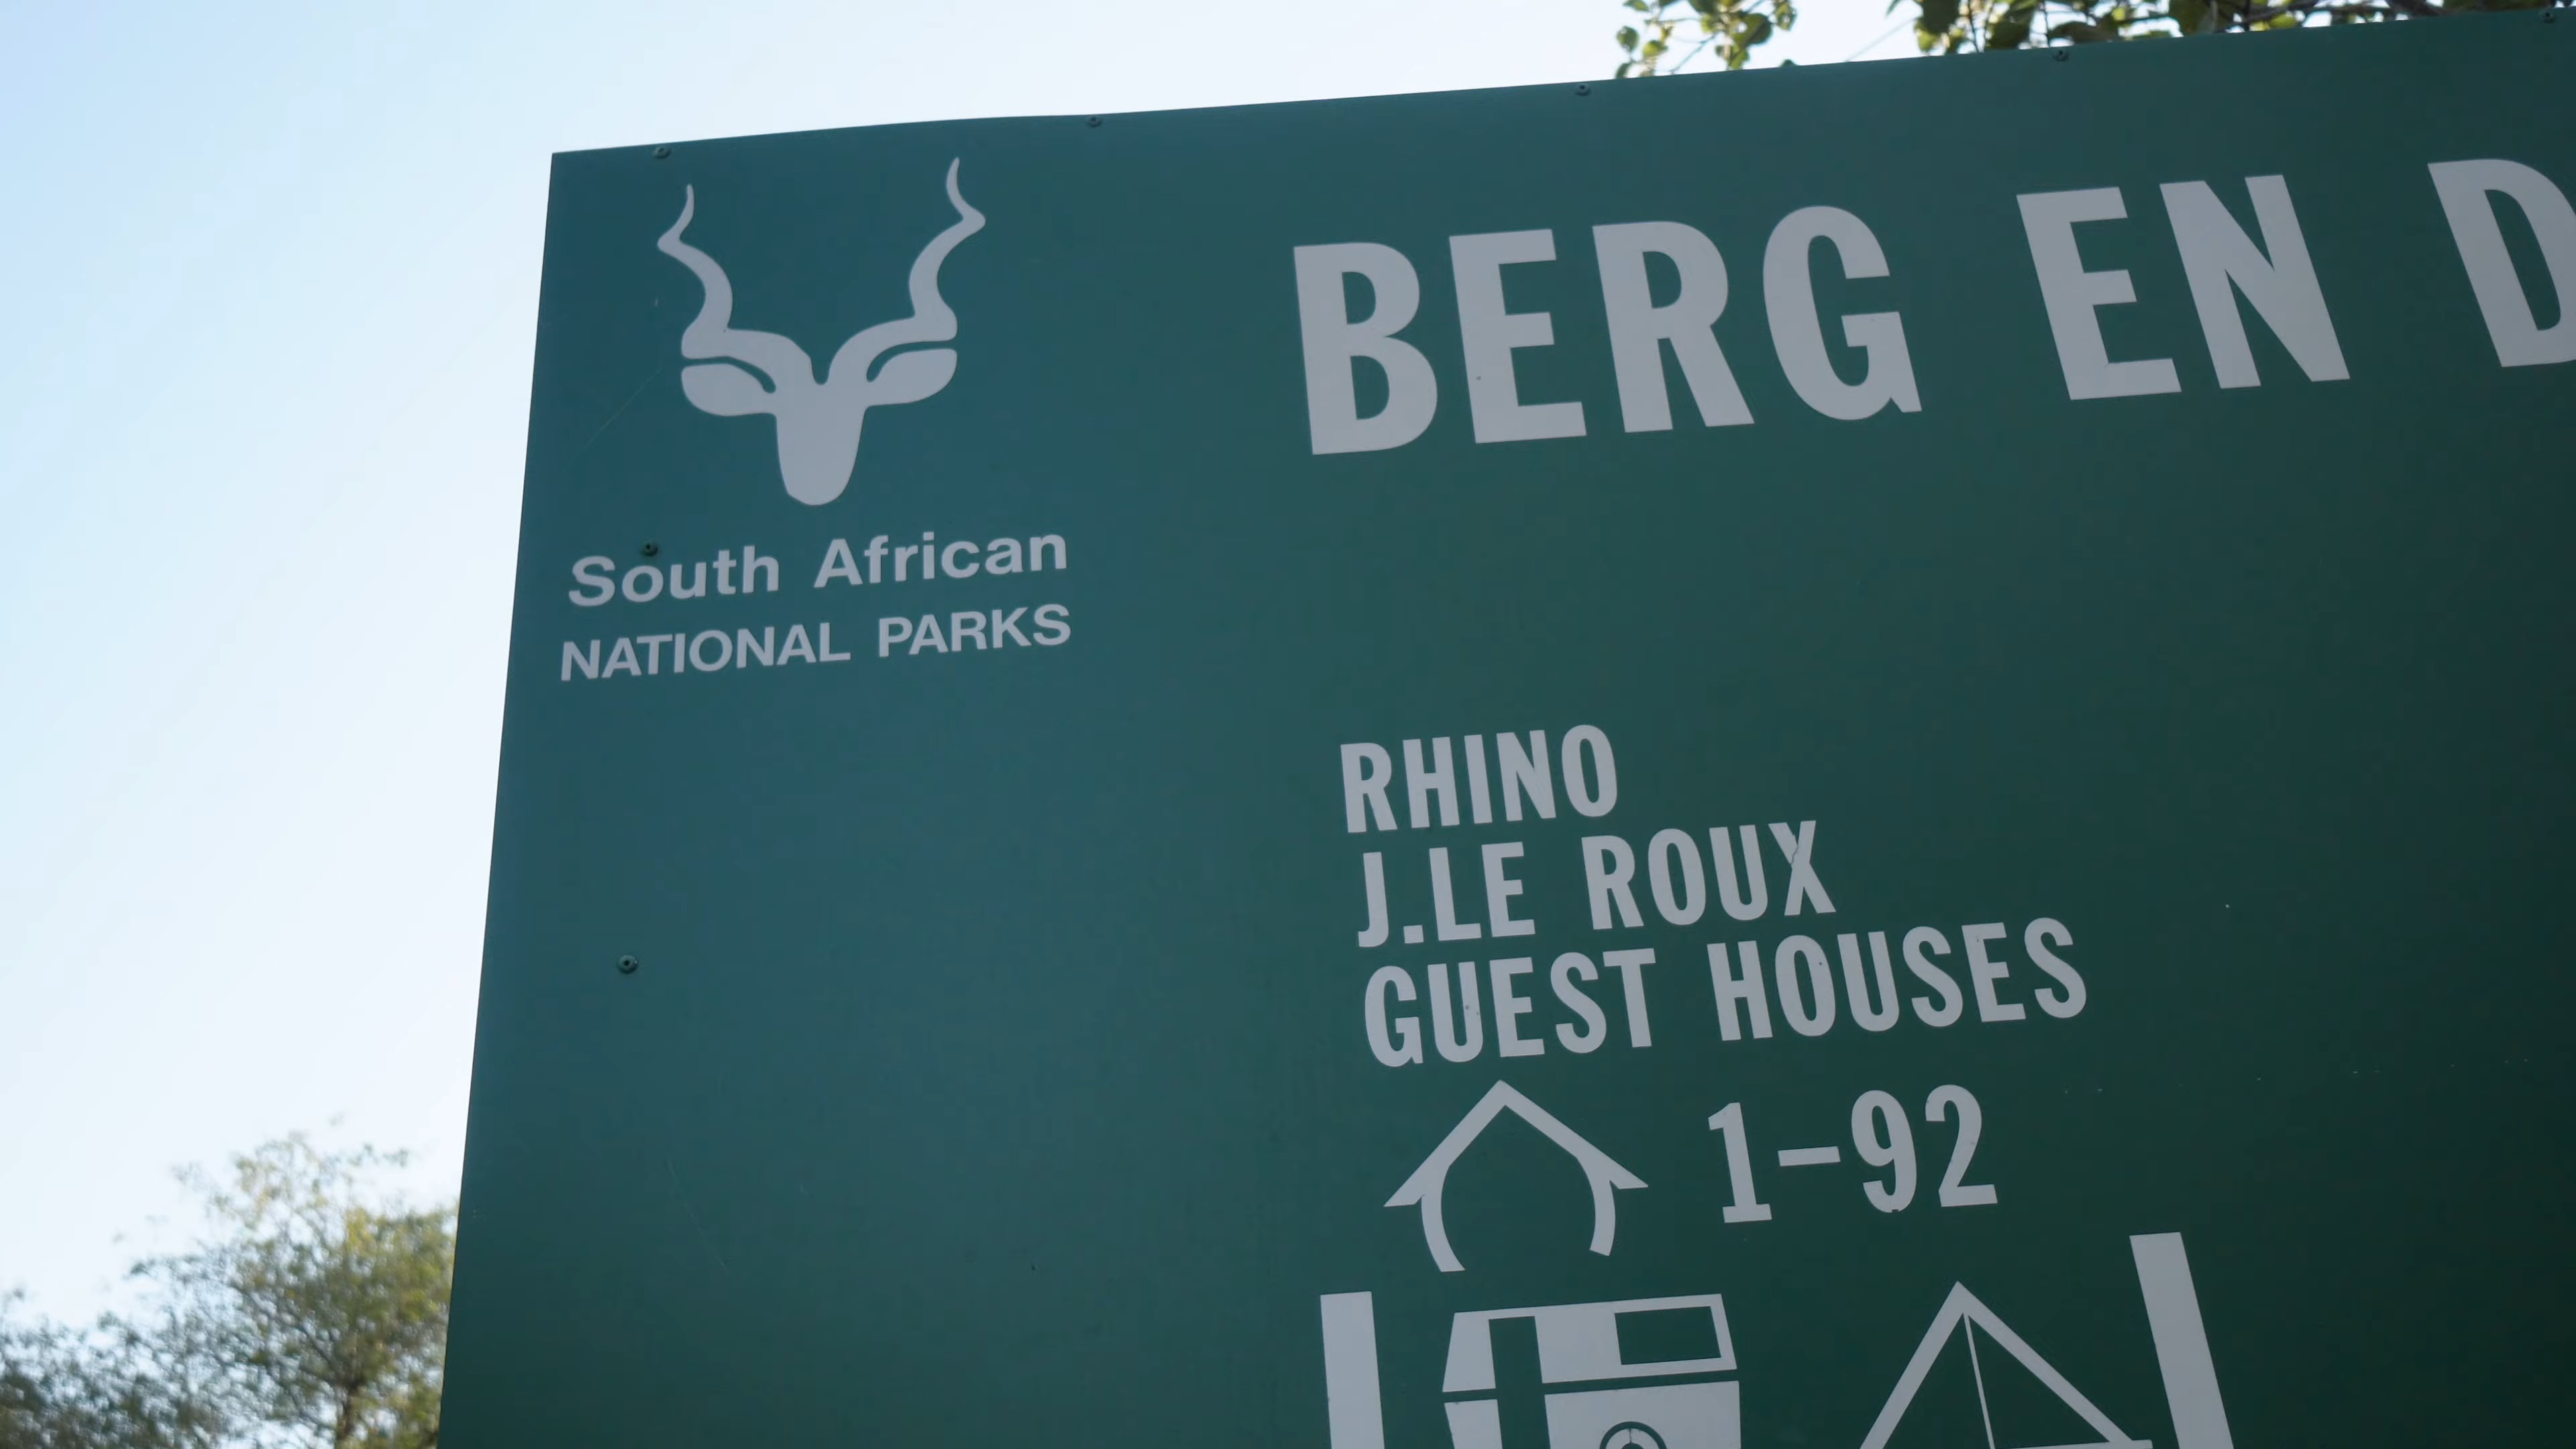 South African
NATIONAL PARKS
BERG EN D
RHINO
J.LE ROUX
GUEST HOUSES
1-92